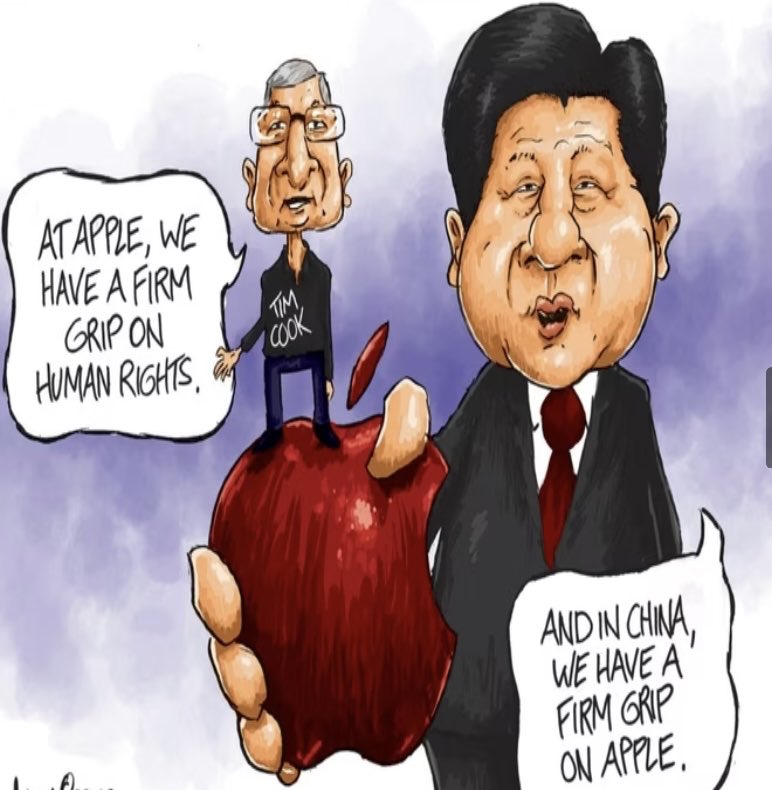 AT APPLE, WE
HAVE A FIRM
GRIP ON
HUMAN RIGHTS.
TIM
COOK
AND IN CHINA,
WE HAVE A
FIRM GRIP
ON APPLE.